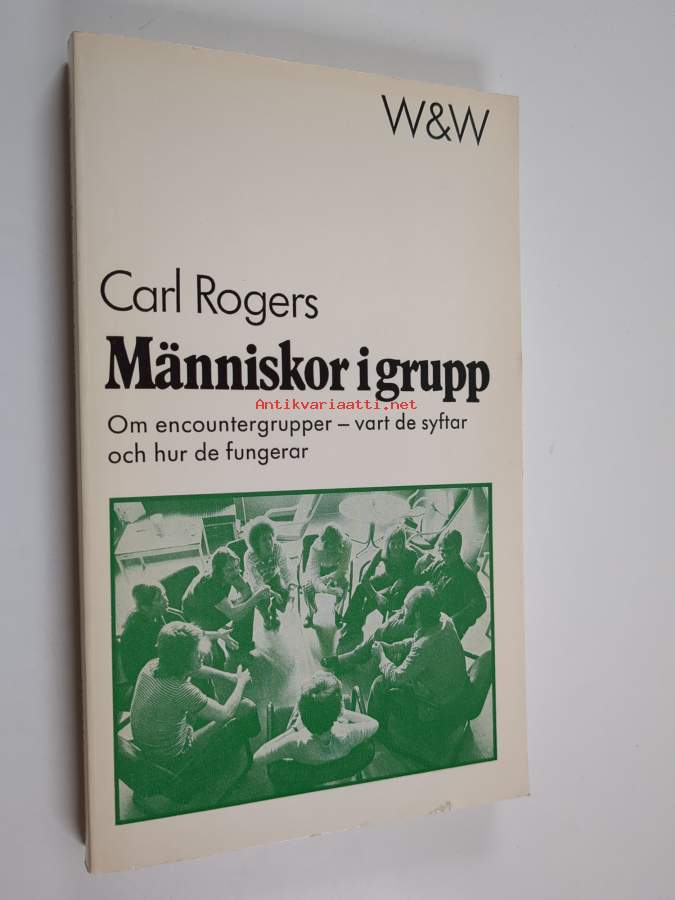 W&W
Carl Rogers
Människor i grupp
Antikvariaatti.net
Om encountergrupper – vart de syftar
och hur de fungerar